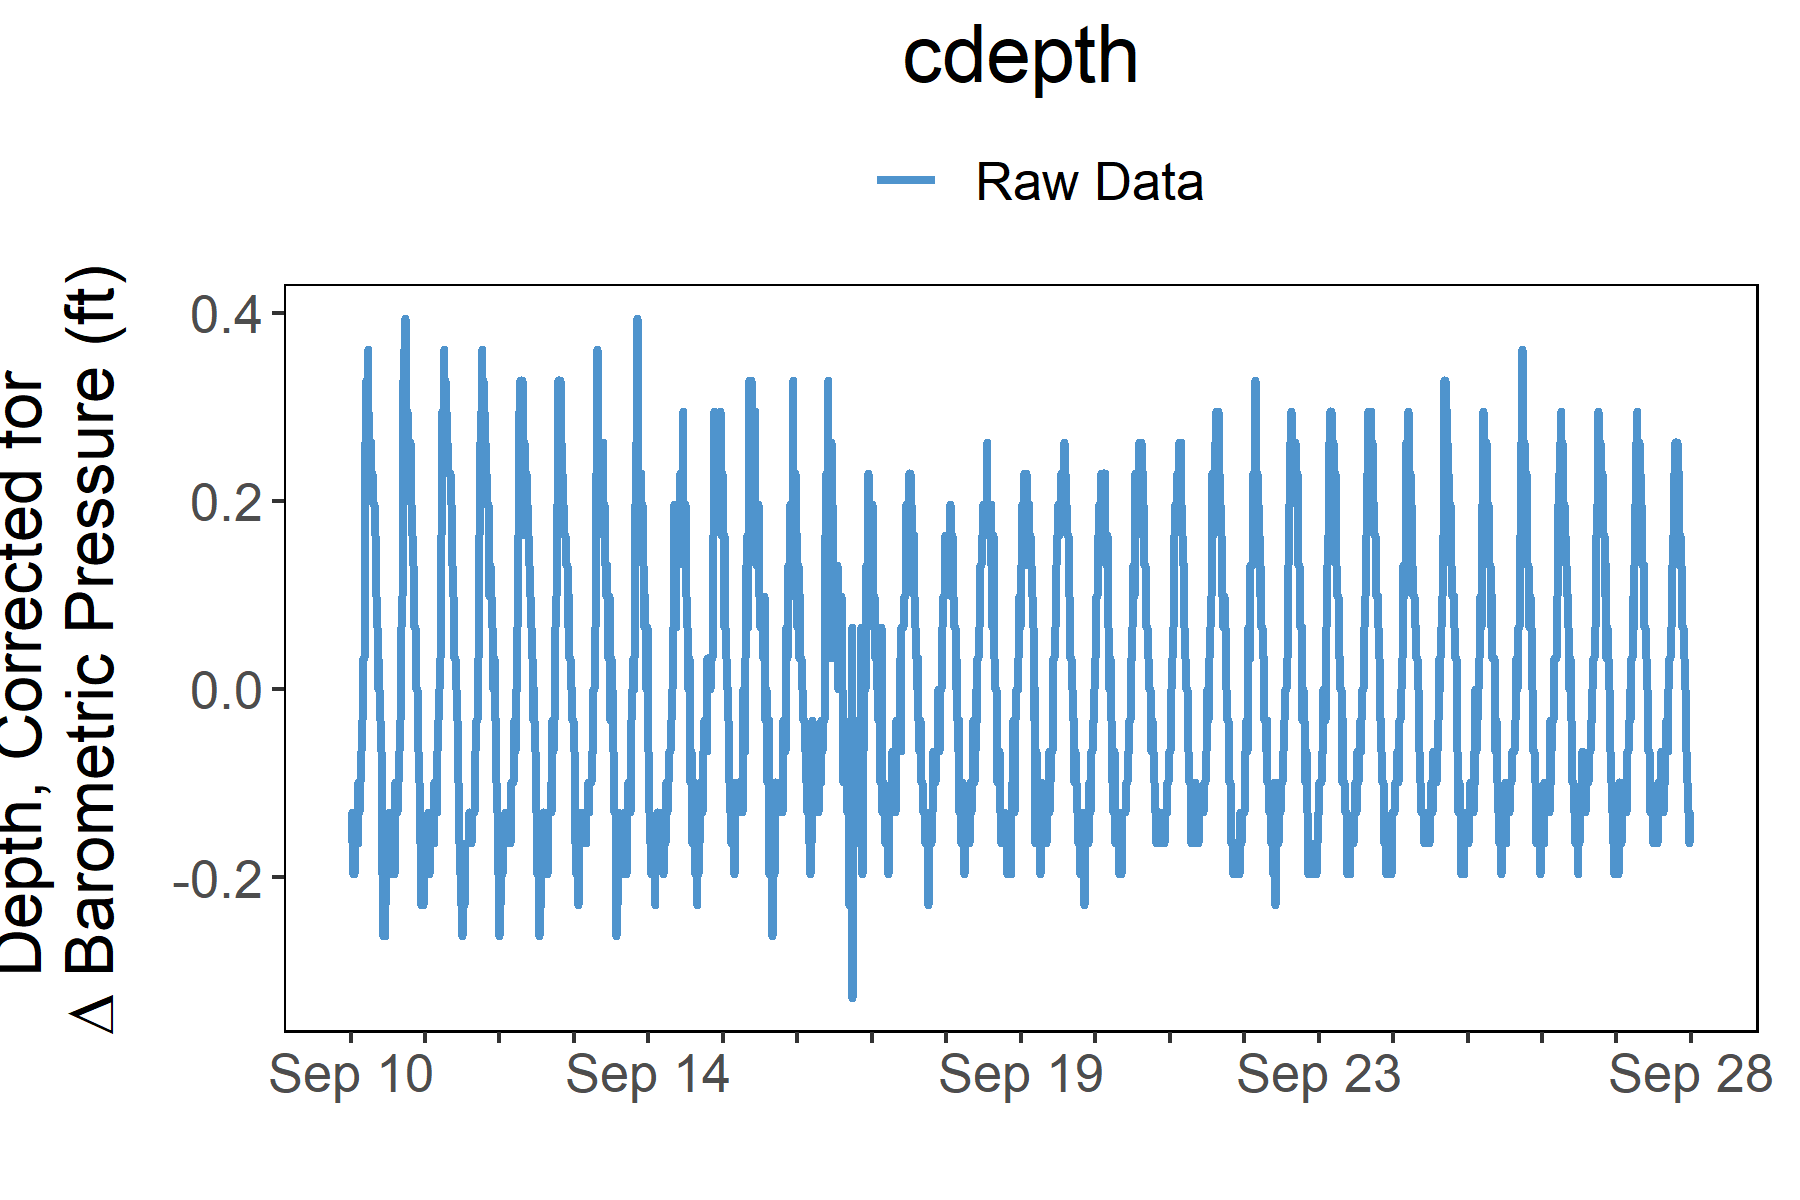 cdepth
Raw Data
Depth, Corrected for
Δ Barometric Pressure (ft)
0.4
0.2
0.0
-0.2
Sep 10 Sep 14 Sep 19 Sep 23 Sep 28